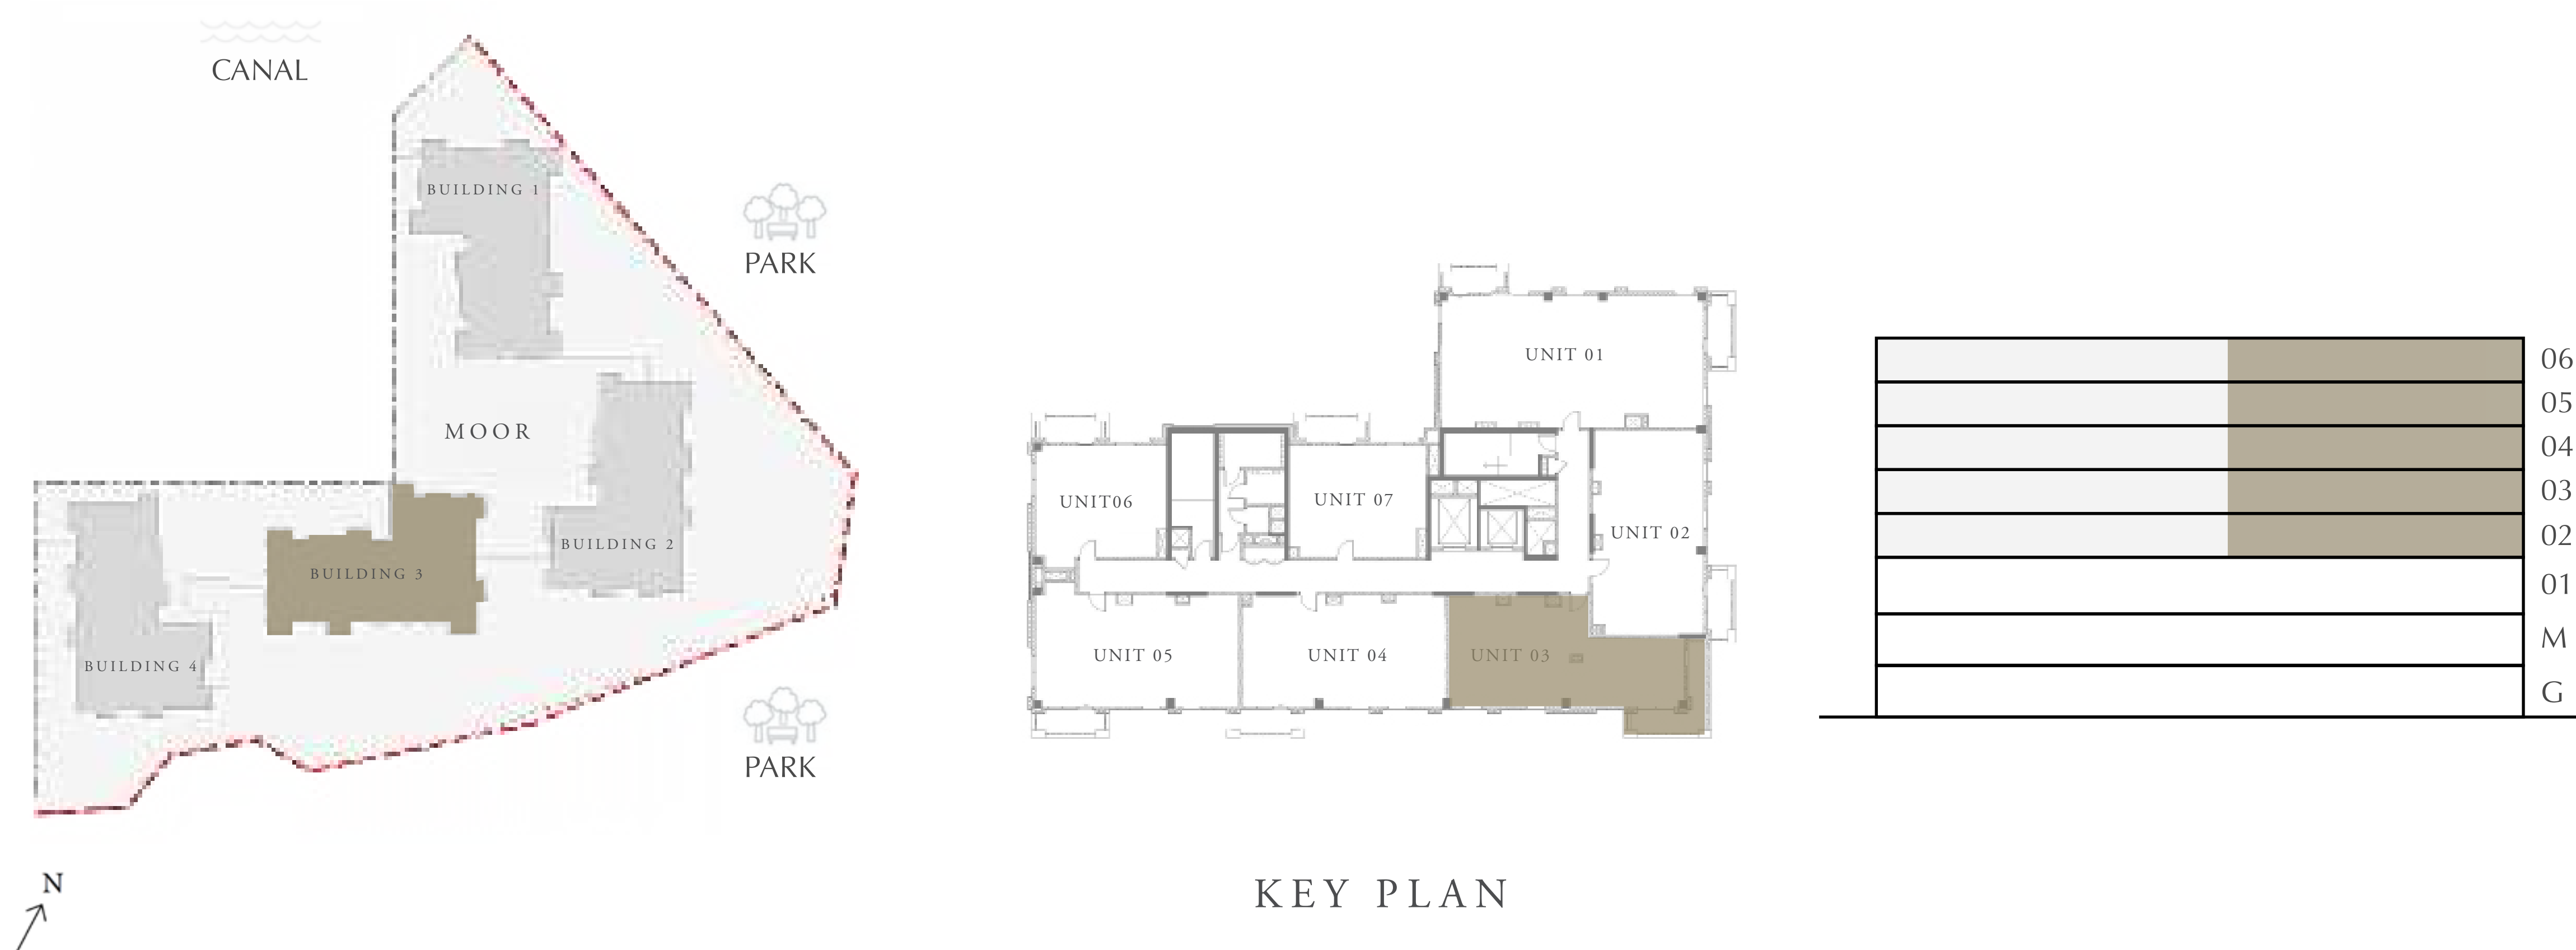 CANAL
BUILDING 1
PARK
MOOR
BUILDING 2
BUILDING 3
BUILDING 4
PARK
N
UNIT 01
UNIT06
UNIT 07
UNIT 02
UNIT 05
UNIT 04
UNIT 03
KEY PLAN
06
05
04
03
02
01
M
G